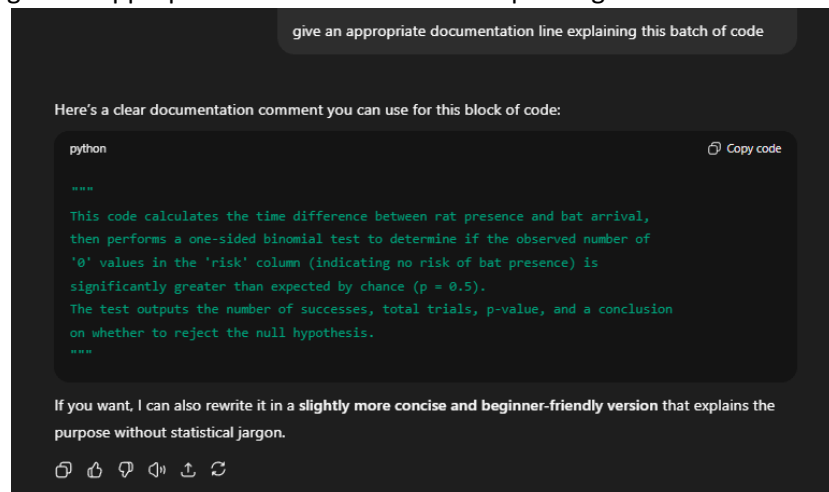 give an appropriate documentation line explaining this batch of code
Here's a clear documentation comment you can use for this block of code:
python
Copy code
"""
This code calculates the time difference between rat presence and bat arrival,
then performs a one-sided binomial test to determine if the observed number of
'0' values in the 'risk' column (indicating no risk of bat presence) is
significantly greater than expected by chance (p = 0.5).
The test outputs the number of successes, total trials, p-value, and a conclusion
on whether to reject the null hypothesis.
"""
If you want, I can also rewrite it in a slightly more concise and beginner-friendly version that explains the
purpose without statistical jargon.